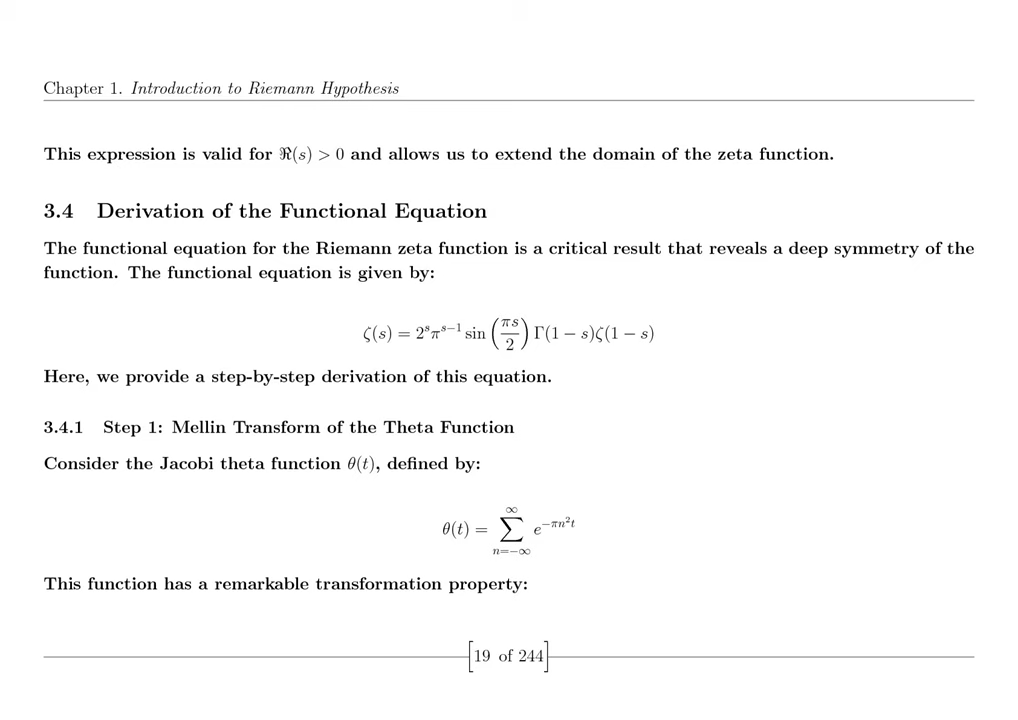 Chapter 1. Introduction to Riemann Hypothesis
This expression is valid for ℜ(s) > 0 and allows us to extend the domain of the zeta function.
3.4 Derivation of the Functional Equation
The functional equation for the Riemann zeta function is a critical result that reveals a deep symmetry of the
function. The functional equation is given by:
ζ(s) = 2^s π^{s−1} sin (πs/2) Γ(1 − s)ζ(1 − s)
Here, we provide a step-by-step derivation of this equation.
3.4.1 Step 1: Mellin Transform of the Theta Function
Consider the Jacobi theta function θ(t), defined by:
θ(t) = ∑_{n=−∞}^{∞} e^{−πn²t}
This function has a remarkable transformation property:
[19 of 244]